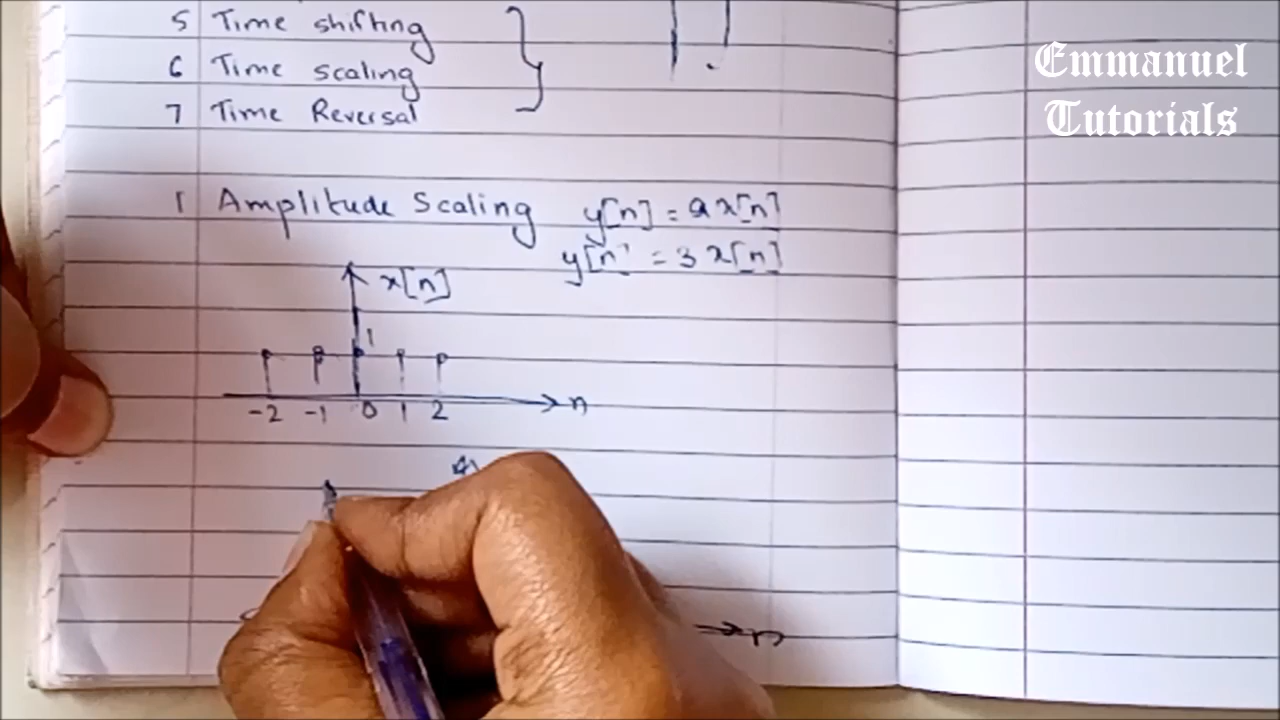 5 Time shifting
6 Time scaling
7 Time Reversal
Emmanuel
Tutorials
1 Amplitude Scaling y[n] = a x[n]
y[n] = 3 x[n]
x[n]
1
-2 -1 0 1 2 n
n